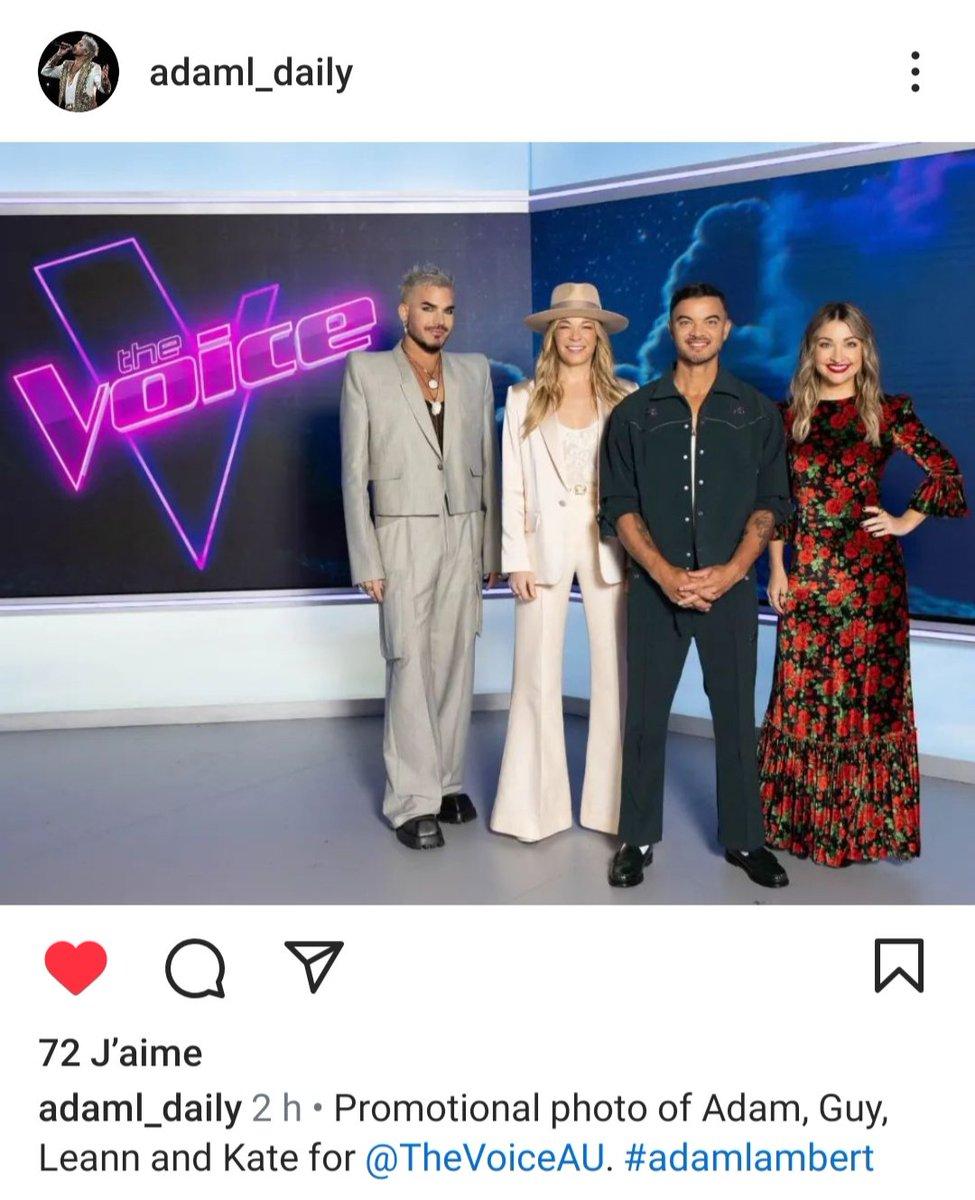 adaml_daily
the
Voice
72 J'aime
adaml_daily 2 h • Promotional photo of Adam, Guy,
Leann and Kate for @TheVoiceAU. #adamlambert